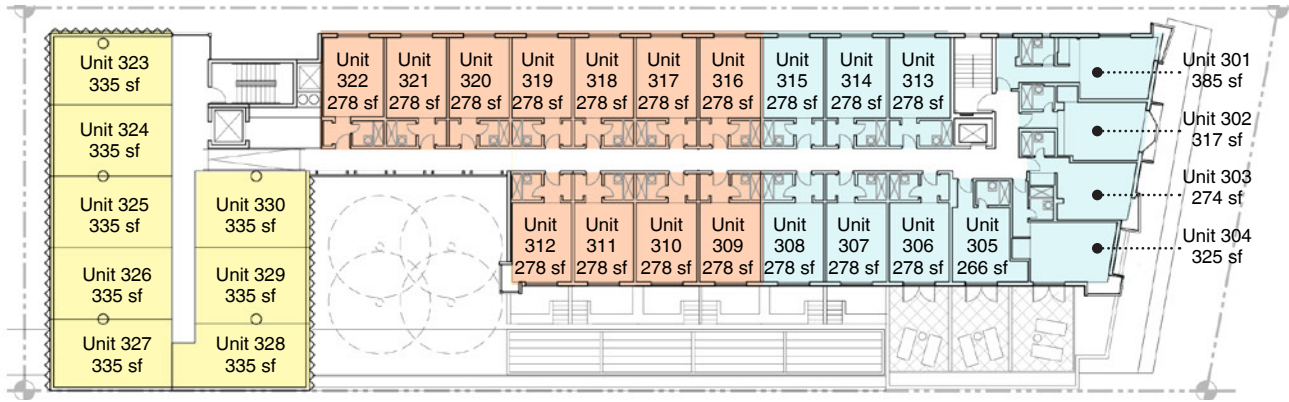 Unit 323
335 sf
Unit 324
335 sf
Unit 325
335 sf
Unit 326
335 sf
Unit 327
335 sf
Unit 330
335 sf
Unit 329
335 sf
Unit 328
335 sf
Unit
322
278 sf
Unit
321
278 sf
Unit
320
278 sf
Unit
319
278 sf
Unit
318
278 sf
Unit
317
278 sf
Unit
316
278 sf
Unit
315
278 sf
Unit
314
278 sf
Unit
313
278 sf
Unit
312
278 sf
Unit
311
278 sf
Unit
310
278 sf
Unit
309
278 sf
Unit
308
278 sf
Unit
307
278 sf
Unit
306
278 sf
Unit
305
266 sf
Unit 301
385 sf
Unit 302
317 sf
Unit 303
274 sf
Unit 304
325 sf